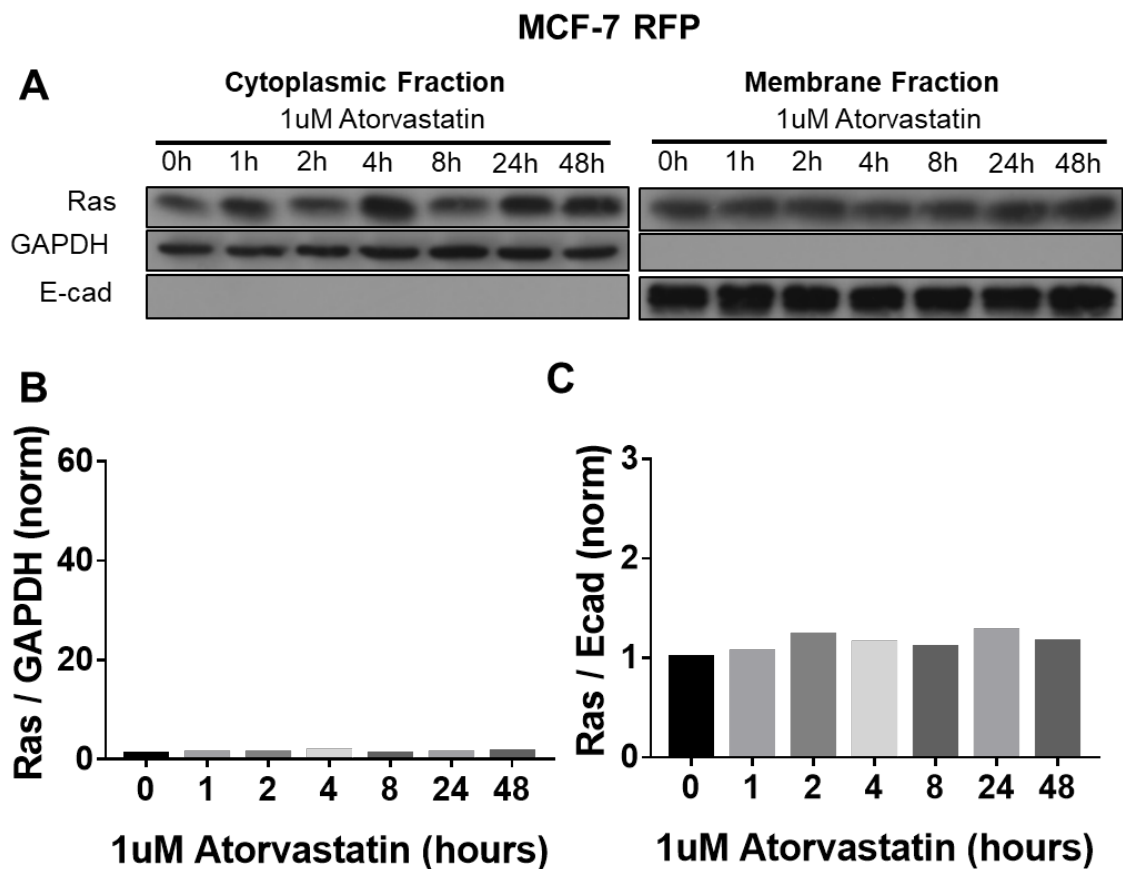 MCF-7 RFP
A
Cytoplasmic Fraction
1uM Atorvastatin
0h 1h 2h 4h 8h 24h 48h
Membrane Fraction
1uM Atorvastatin
0h 1h 2h 4h 8h 24h 48h
Ras
GAPDH
E-cad
B
Ras / GAPDH (norm)
60
40
20
0
0 1 2 4 8 24 48
1uM Atorvastatin (hours)
C
Ras / Ecad (norm)
3
2
1
0
0 1 2 4 8 24 48
1uM Atorvastatin (hours)